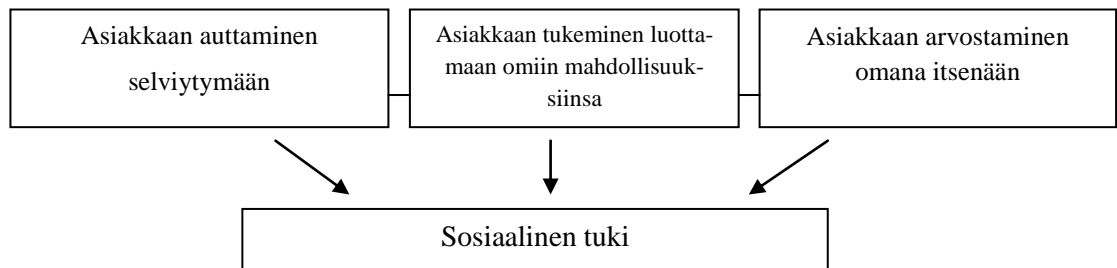 Asiakkaan auttaminen
selviytymään
Asiakkaan tukeminen luotta-
maan omiin mahdollisuuk-
siinsa
Asiakkaan arvostaminen
omana itsenään
Sosiaalinen tuki